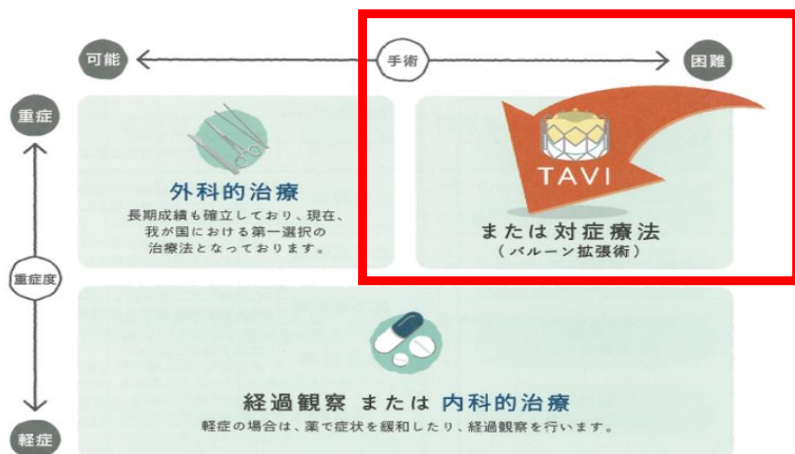 可能
手術
困難
重症
外科的治療
長期成績も確立しており、現在、
我が国における第一選択の
治療法となっております。
TAVI
または対症療法
（バルーン拡張術）
重症度
経過観察 または 内科的治療
軽症の場合は、薬で症状を緩和したり、経過観察を行います。
軽症